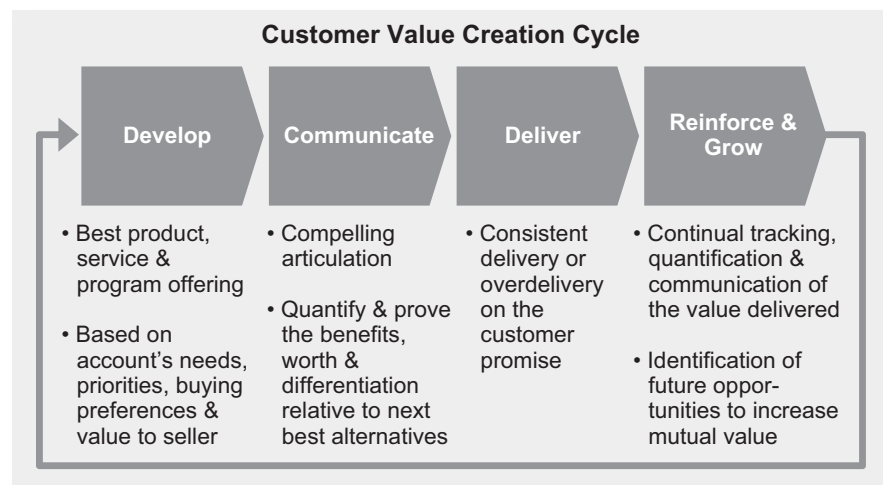 Customer Value Creation Cycle
Develop
Communicate
Deliver
Reinforce &
Grow
• Best product,
service &
program offering
• Based on
account's needs,
priorities, buying
preferences &
value to seller
• Compelling
articulation
• Quantify & prove
the benefits,
worth &
differentiation
relative to next
best alternatives
• Consistent
delivery or
overdelivery
on the
customer
promise
• Continual tracking,
quantification &
communication of
the value delivered
• Identification of
future oppor-
tunities to increase
mutual value